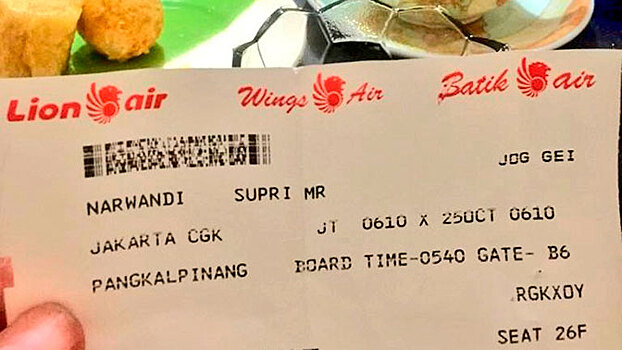 Lion air Wings Air Batik air
JOG GEI
NARWANDI SUPRI MR
JAKARTA CGK JT 0610 X 25OCT 0610
PANGKALPINANG BOARD TIME-0540 GATE- B6
RGKXOY
SEAT 26F